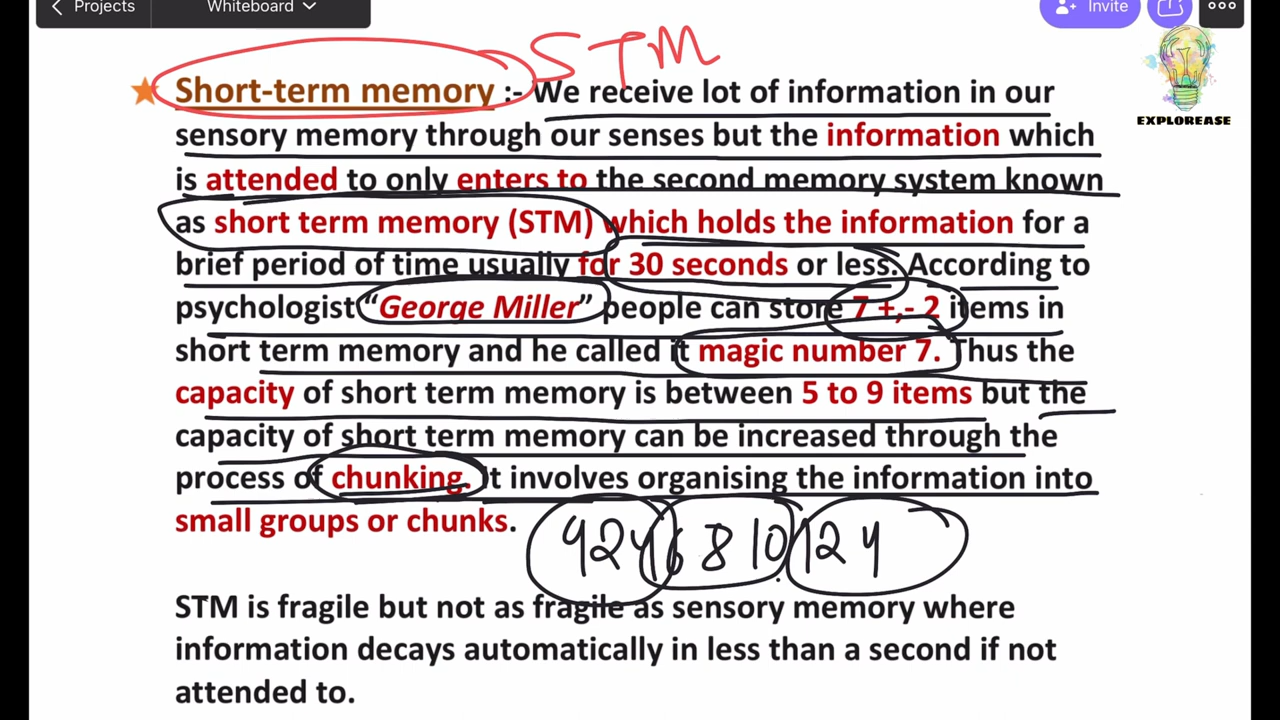 Projects
Whiteboard
Invite
STM
EXPLOREASE
Short-term memory :- We receive lot of information in our
sensory memory through our senses but the information which
is attended to only enters to the second memory system known
as short term memory (STM) which holds the information for a
brief period of time usually for 30 seconds or less. According to
psychologist “George Miller” people can store 7 +,- 2 items in
short term memory and he called it magic number 7. Thus the
capacity of short term memory is between 5 to 9 items but the
capacity of short term memory can be increased through the
process of chunking. It involves organising the information into
small groups or chunks.
924 6 8 10 12 4
STM is fragile but not as fragile as sensory memory where
information decays automatically in less than a second if not
attended to.